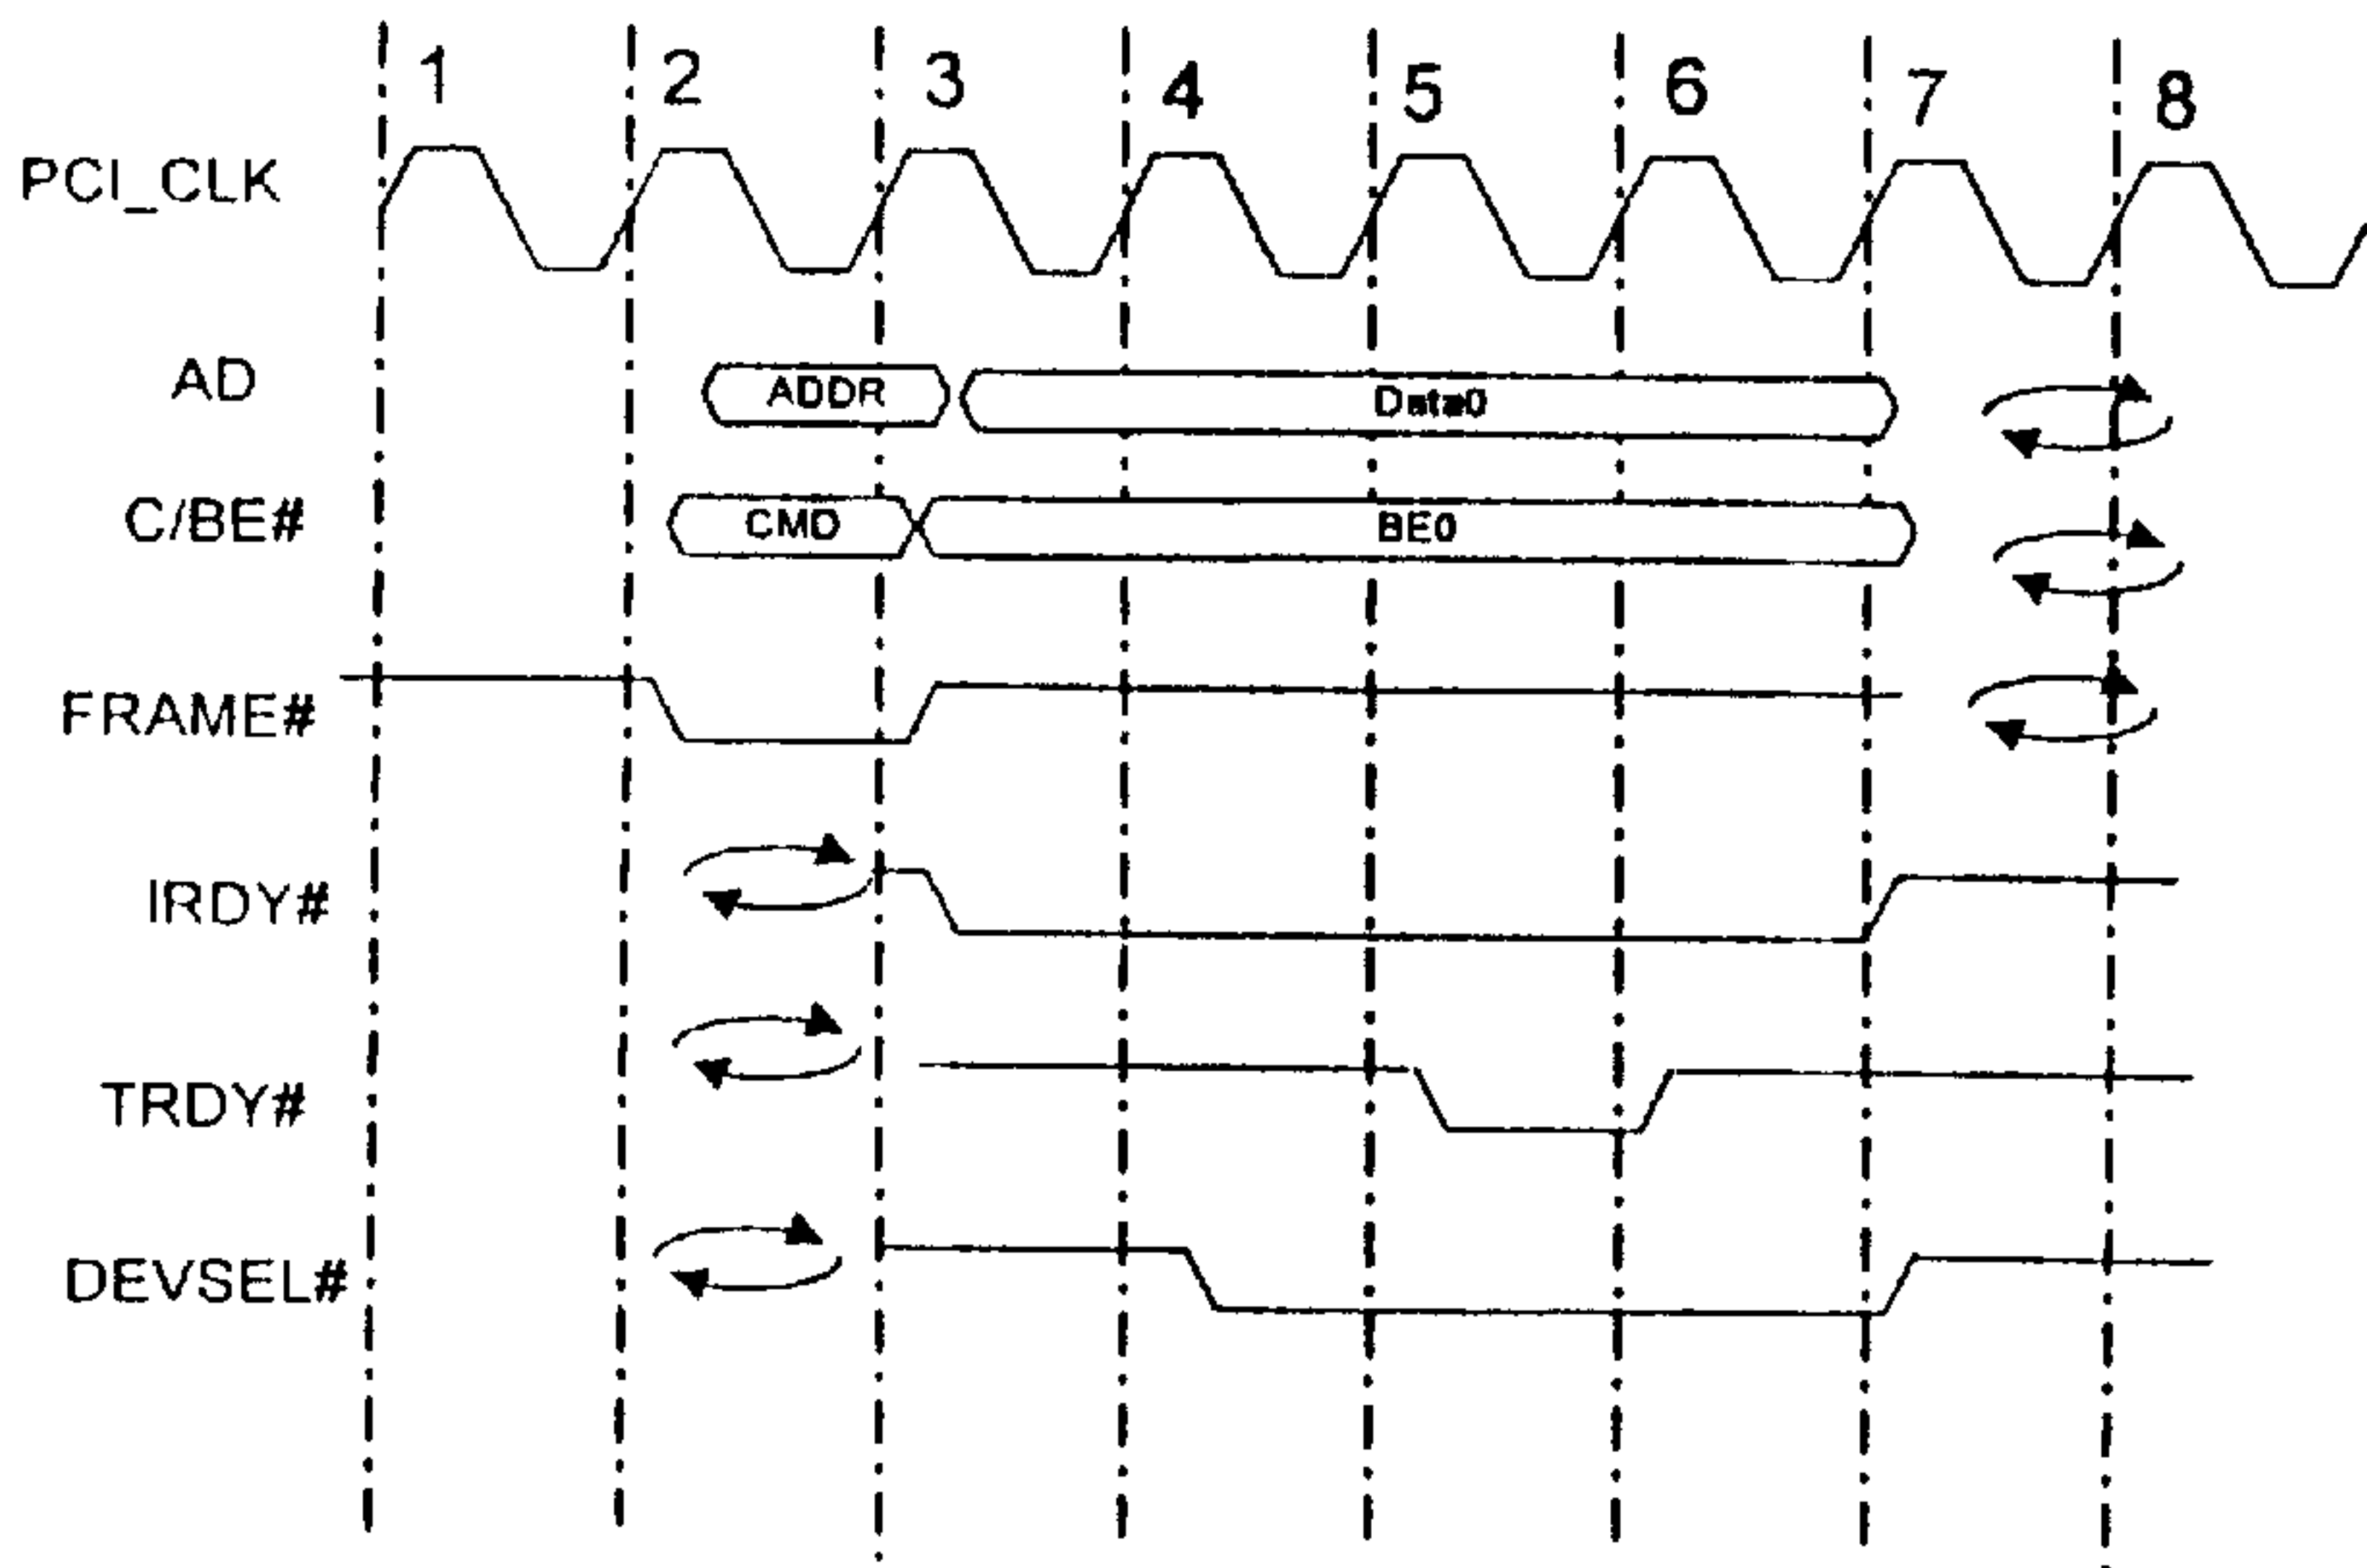 1 2 3 4 5 6 7 8
PCI_CLK
AD ADDR Data0
C/BE# CMD BE0
FRAME#
IRDY#
TRDY#
DEVSEL#